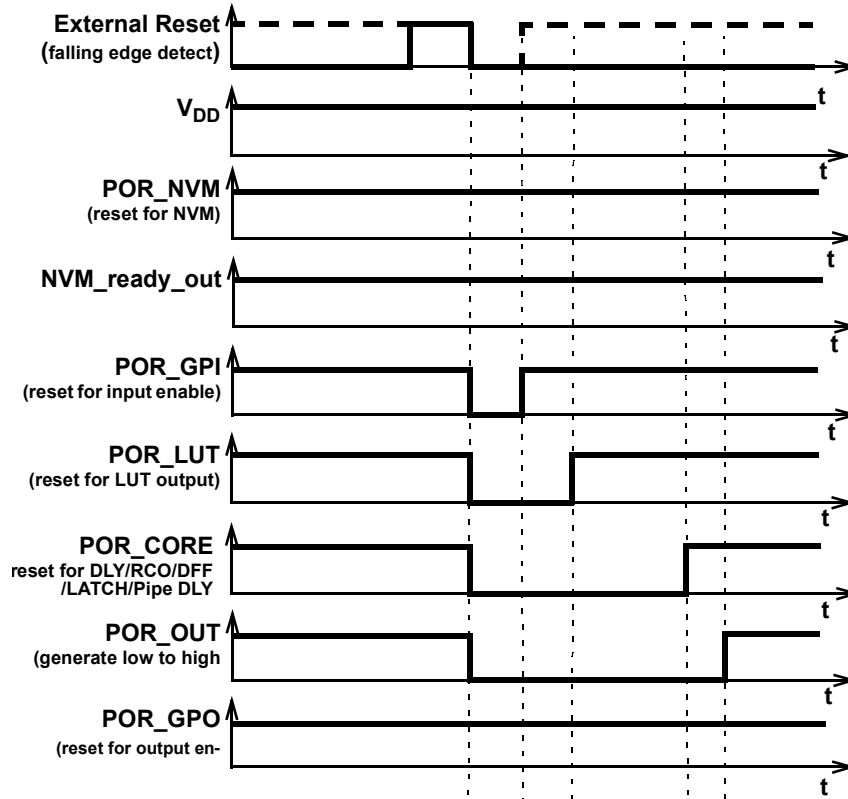 External Reset
(falling edge detect)
t
VDD
t
POR_NVM
(reset for NVM)
t
NVM_ready_out
t
POR_GPI
(reset for input enable)
t
POR_LUT
(reset for LUT output)
t
POR_CORE
reset for DLY/RCO/DFF
/LATCH/Pipe DLY
t
POR_OUT
(generate low to high
t
POR_GPO
(reset for output en-
t